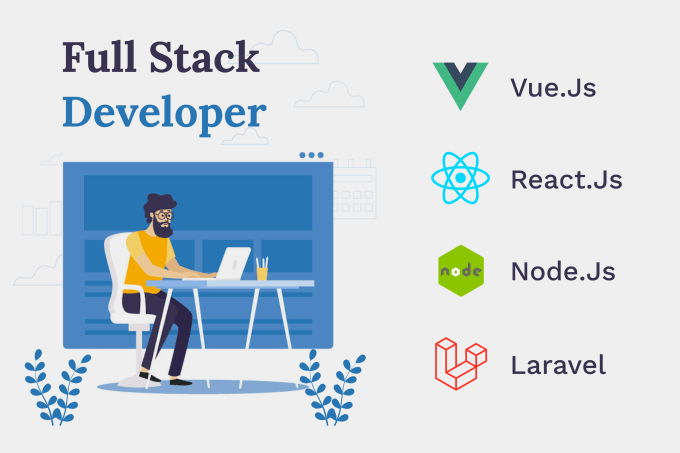 Full Stack
Developer
Vue.Js
React.Js
node
Node.Js
Laravel